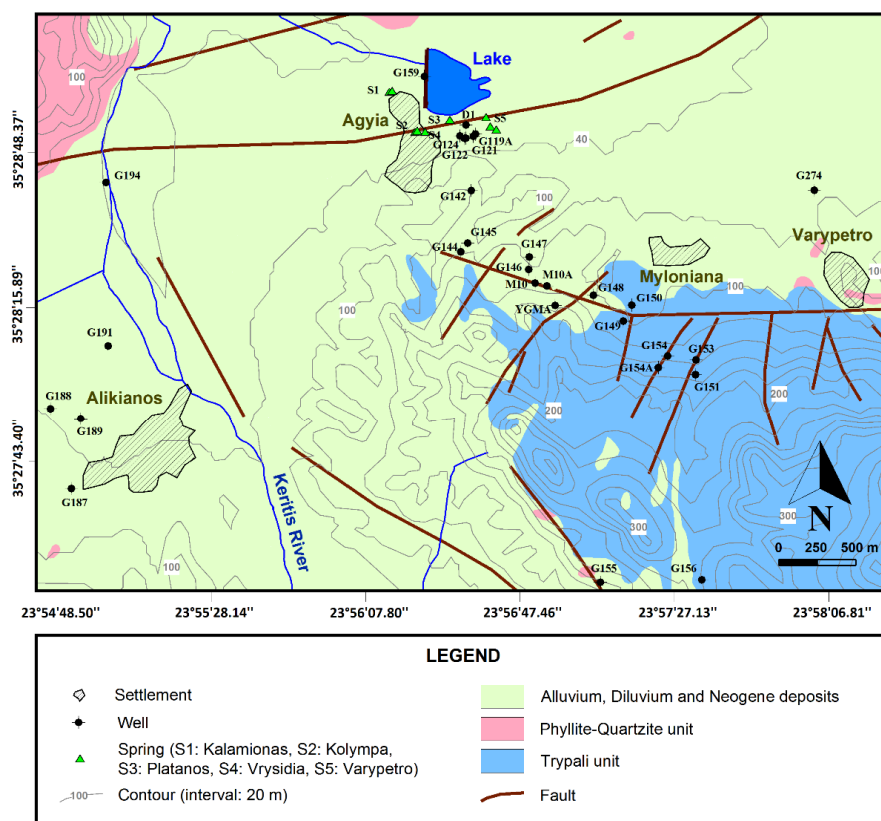 Lake
G159
S1
100
Agyia
S3
D1
S5
S2
S4
G124
G119A
G122
G121
40
35°28'48.37"
G194
G142
G274
100
100
G145
G144
G147
Varypetro
G146
M10A
Myloniana
M10
G148
100
100
35°28'15.89"
YGMA
G150
G149
G191
G154
G153
G154A
G151
Alikianos
G188
G189
200
200
35°27'43.40"
Keritis River
G187
300
300
N
100
G155
G156
0 250 500 m
23°54'48.50" 23°55'28.14" 23°56'07.80" 23°56'47.46" 23°57'27.13" 23°58'06.81"
LEGEND
Settlement
Well
Spring (S1: Kalamionas, S2: Kolympa,
S3: Platanos, S4: Vrysidia, S5: Varypetro)
100
Contour (interval: 20 m)
Alluvium, Diluvium and Neogene deposits
Phyllite-Quartzite unit
Trypali unit
Fault